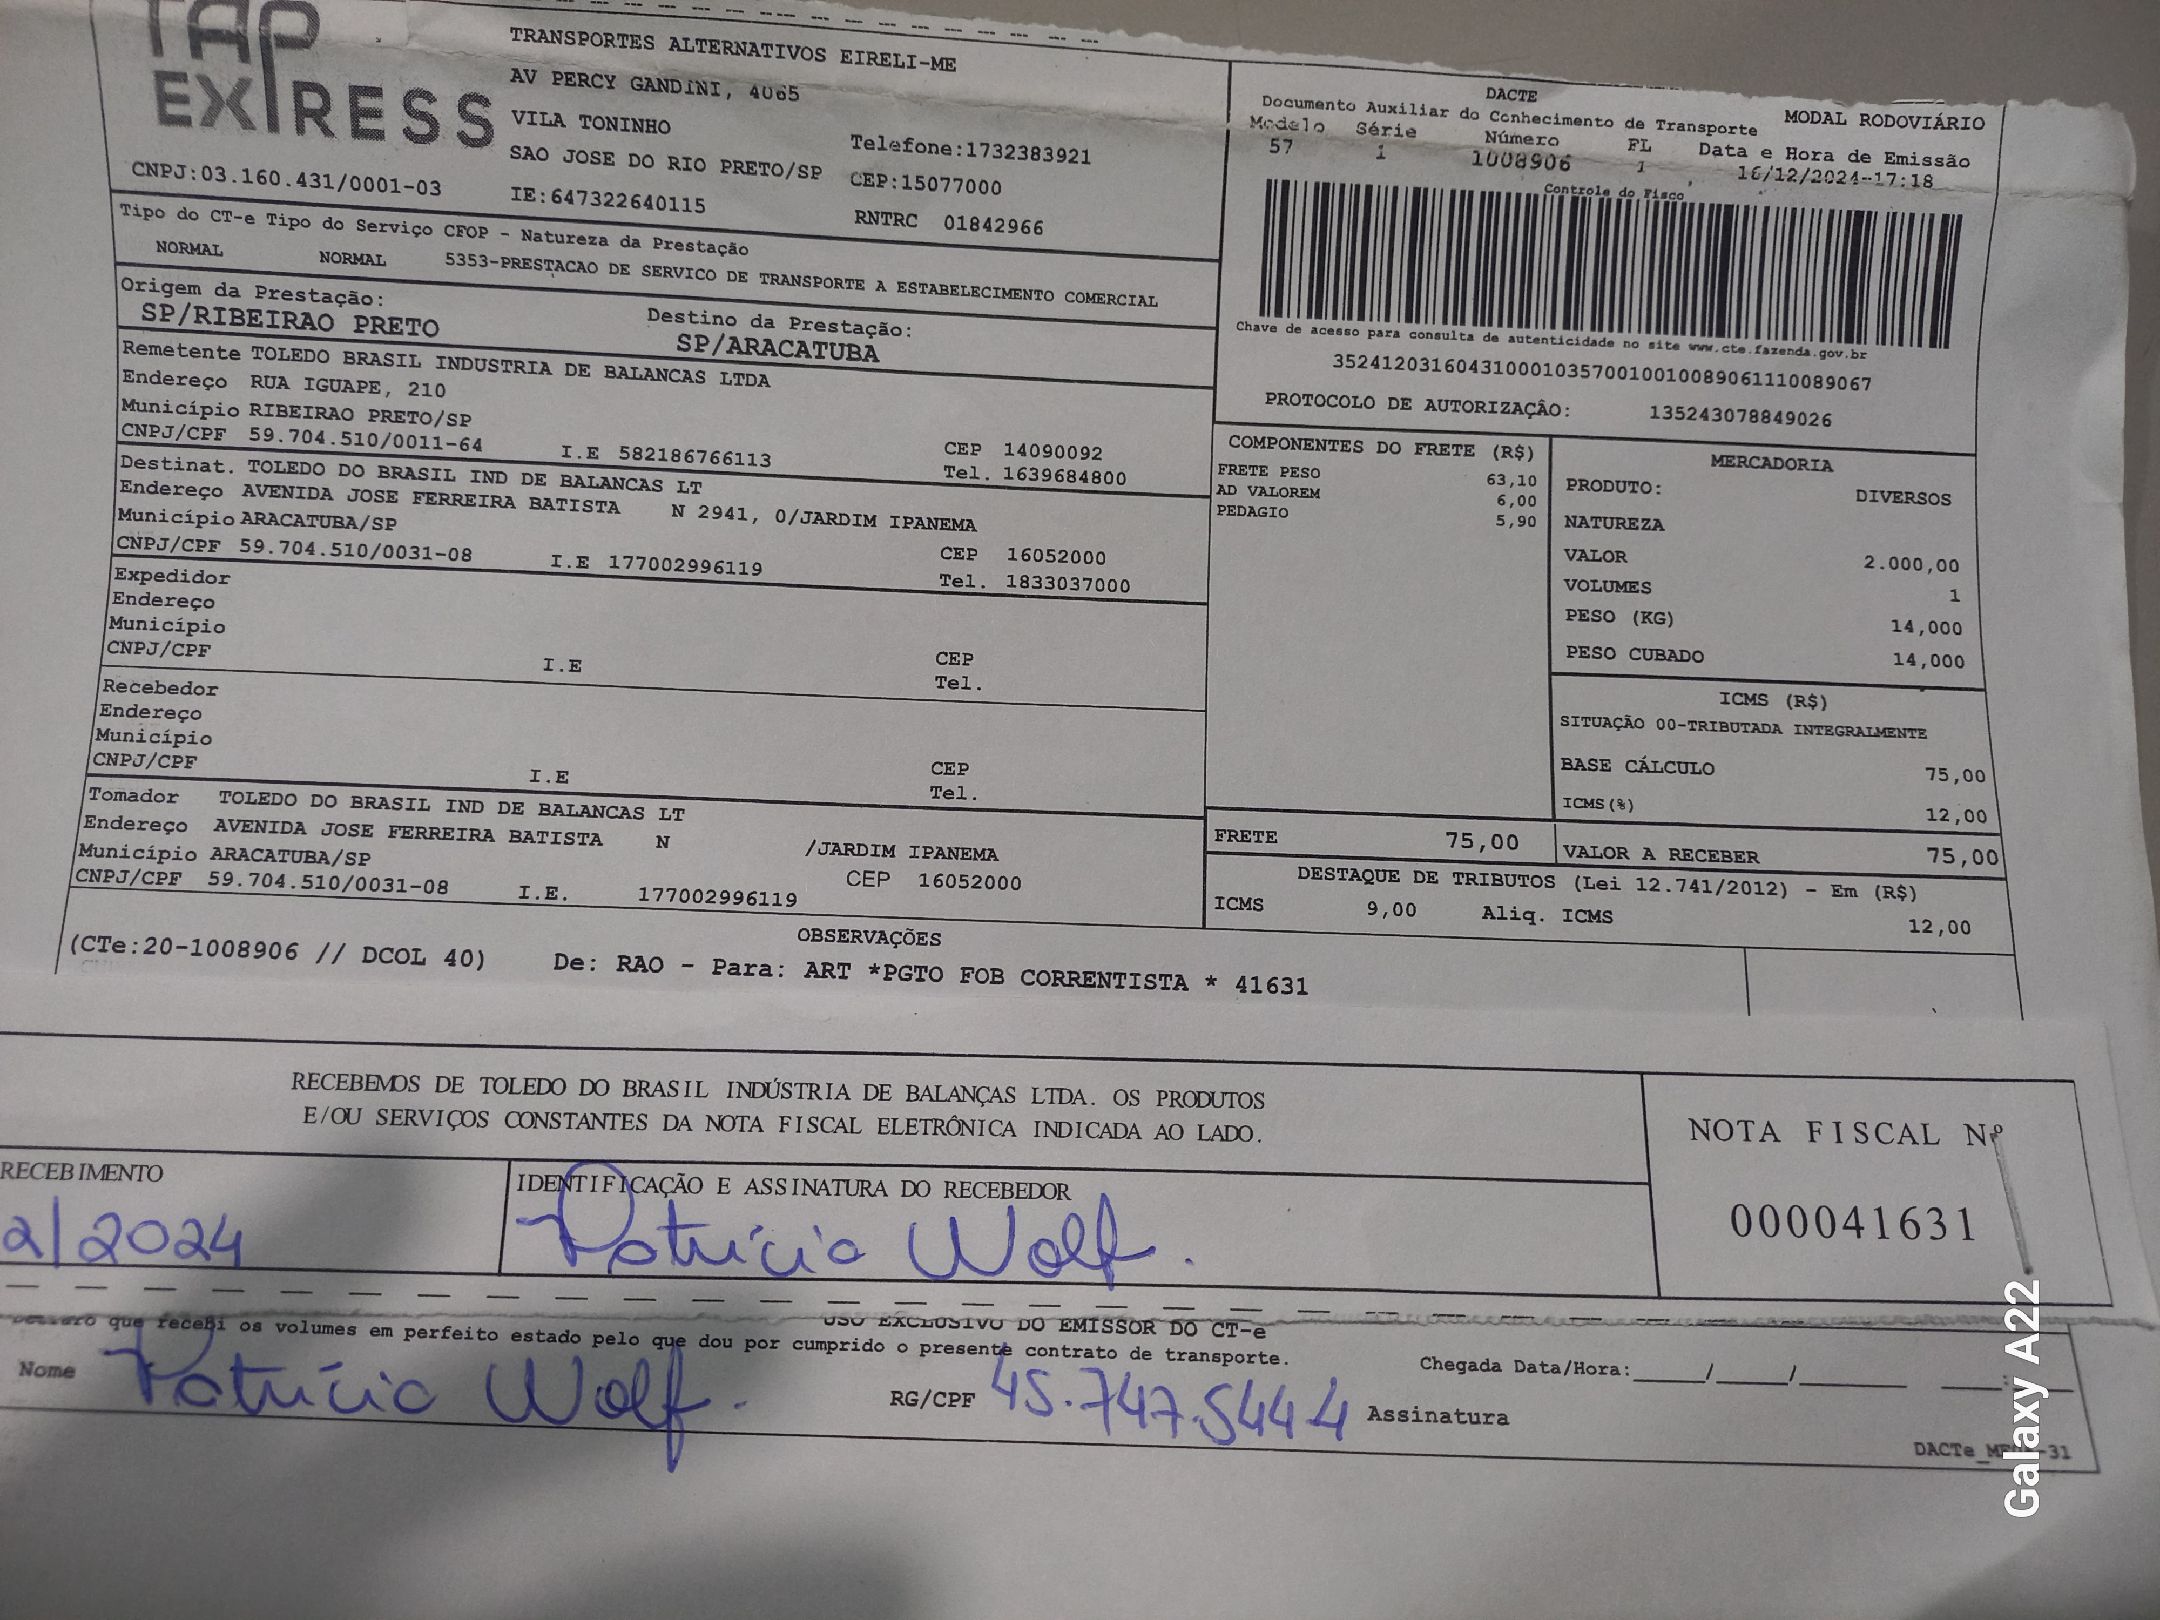 TAP
EXPRESS
TRANSPORTES ALTERNATIVOS EIRELI-ME
AV PERCY GANDINI, 4065
VILA TONINHO
SAO JOSE DO RIO PRETO/SP
Telefone:1732383921
CEP:15077000
CNPJ:03.160.431/0001-03
IE:647322640115
RNTRC 01842966
DACTE
Documento Auxiliar do Conhecimento de Transporte
MODAL RODOVIÁRIO
Modelo Série Número FL Data e Hora de Emissão
57 1 1008906 1 16/12/2024-17:18
Controle do Fisco
Chave de acesso para consulta de autenticidade no site www.cte.fazenda.gov.br
35241203160431000103570010010089061110089067
PROTOCOLO DE AUTORIZAÇÂO: 135243078849026
Tipo do CT-e Tipo do Serviço CFOP - Natureza da Prestação
NORMAL NORMAL 5353-PRESTACAO DE SERVICO DE TRANSPORTE A ESTABELECIMENTO COMERCIAL
Origem da Prestação:
SP/RIBEIRAO PRETO
Destino da Prestação:
SP/ARACATUBA
Remetente TOLEDO BRASIL INDUSTRIA DE BALANCAS LTDA
Endereço RUA IGUAPE, 210
Município RIBEIRAO PRETO/SP
CEP 14090092
CNPJ/CPF 59.704.510/0011-64 I.E 582186766113 Tel. 1639684800
Destinat. TOLEDO DO BRASIL IND DE BALANCAS LT
Endereço AVENIDA JOSE FERREIRA BATISTA N 2941, 0/JARDIM IPANEMA
Município ARACATUBA/SP
CEP 16052000
CNPJ/CPF 59.704.510/0031-08 I.E 177002996119 Tel. 1833037000
Expedidor
Endereço
Município
CEP
CNPJ/CPF I.E Tel.
Recebedor
Endereço
Município
CEP
CNPJ/CPF I.E Tel.
Tomador TOLEDO DO BRASIL IND DE BALANCAS LT
Endereço AVENIDA JOSE FERREIRA BATISTA N /JARDIM IPANEMA
Município ARACATUBA/SP CEP 16052000
CNPJ/CPF 59.704.510/0031-08 I.E. 177002996119
COMPONENTES DO FRETE (R$)
FRETE PESO 63,10
AD VALOREM 6,00
PEDAGIO 5,90
MERCADORIA
PRODUTO: DIVERSOS
NATUREZA
VALOR 2.000,00
VOLUMES 1
PESO (KG) 14,000
PESO CUBADO 14,000
ICMS (R$)
SITUAÇÃO 00-TRIBUTADA INTEGRALMENTE
BASE CÁLCULO 75,00
ICMS(%) 12,00
FRETE 75,00
VALOR A RECEBER 75,00
DESTAQUE DE TRIBUTOS (Lei 12.741/2012) - Em (R$)
ICMS 9,00 Aliq. ICMS 12,00
OBSERVAÇÕES
(CTe:20-1008906 // DCOL 40) De: RAO - Para: ART *PGTO FOB CORRENTISTA * 41631
RECEBEMOS DE TOLEDO DO BRASIL INDÚSTRIA DE BALANÇAS LTDA. OS PRODUTOS
E/OU SERVIÇOS CONSTANTES DA NOTA FISCAL ELETRÔNICA INDICADA AO LADO.
NOTA FISCAL Nº
000041631
RECEBIMENTO
2/2024
IDENTIFICAÇÃO E ASSINATURA DO RECEBEDOR
Patrícia Wolf.
USO EXCLUSIVO DO EMISSOR DO CT-e
que recebi os volumes em perfeito estado pelo que dou por cumprido o presente contrato de transporte.
Chegada Data/Hora:____/____/______ ____:____
Nome Patrícia Wolf. RG/CPF 45.747.544-4 Assinatura
Galaxy A22